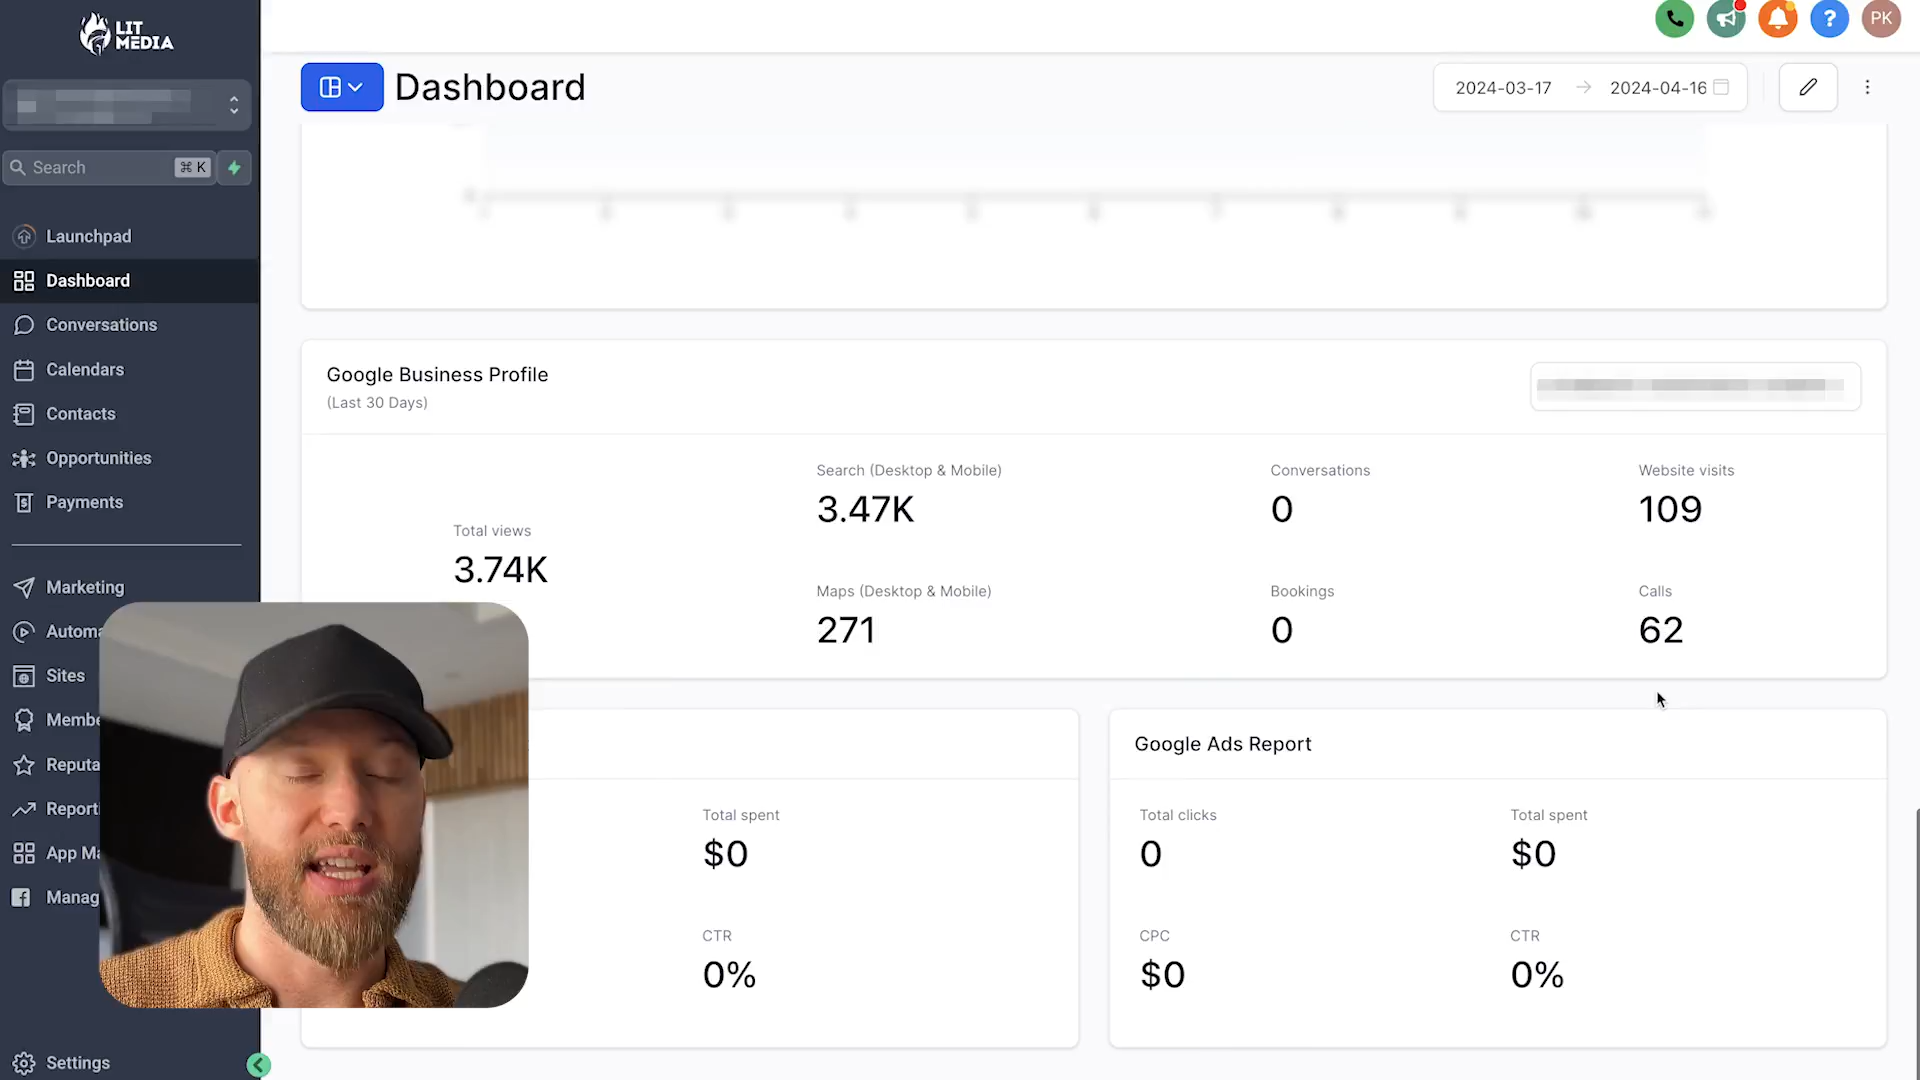 LIT
MEDIA
PK
Dashboard
2024-03-17
2024-04-16
Search
⌘ K
Launchpad
Dashboard
Conversations
Calendars
Contacts
Opportunities
Payments
Marketing
Automa
Sites
Membe
Reputa
Reporti
App Ma
Manag
Settings
Google Business Profile
(Last 30 Days)
Total views
3.74K
Search (Desktop & Mobile)
3.47K
Maps (Desktop & Mobile)
271
Conversations
0
Bookings
0
Website visits
109
Calls
62
Total spent
$0
CTR
0%
Google Ads Report
Total clicks
0
Total spent
$0
CPC
$0
CTR
0%